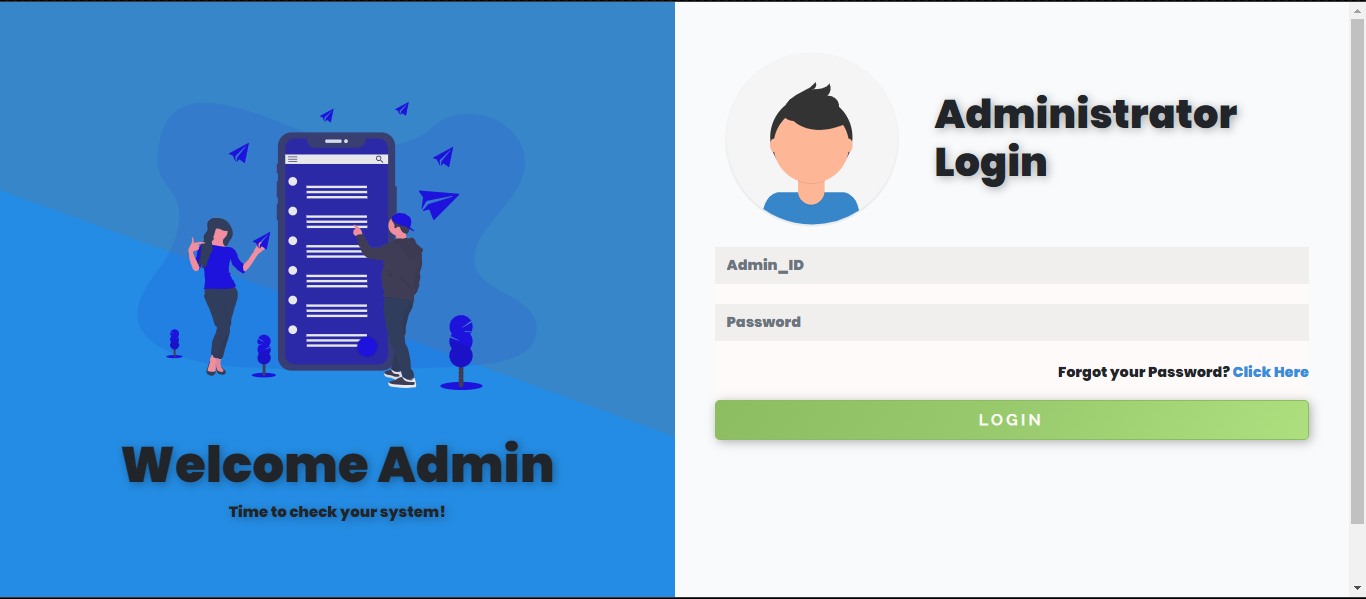 Welcome Admin
Time to check your system!
Administrator
Login
Admin_ID
Password
Forgot your Password? Click Here
LOGIN